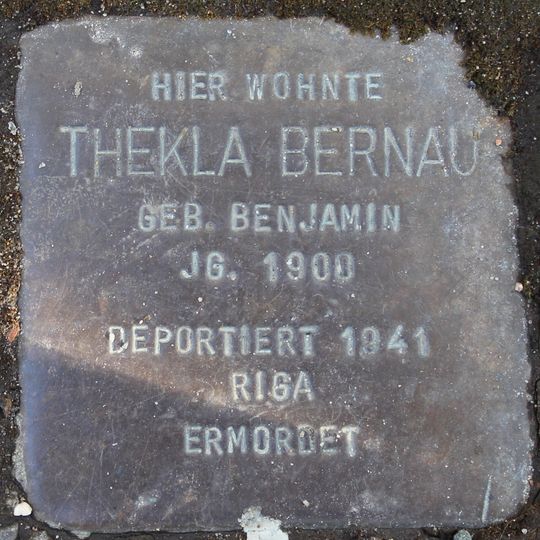 HIER WOHNTE
THEKLA BERNAU
GEB. BENJAMIN
JG. 1900
DEPORTIERT 1941
RIGA
ERMORDET